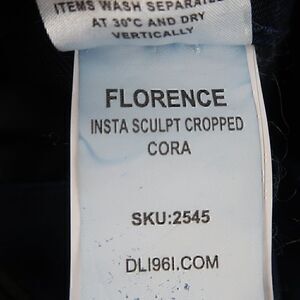 ITEMS WASH SEPARATE
AT 30°C AND DRY
VERTICALLY
FLORENCE
INSTA SCULPT CROPPED
CORA
SKU:2545
DL1961.COM